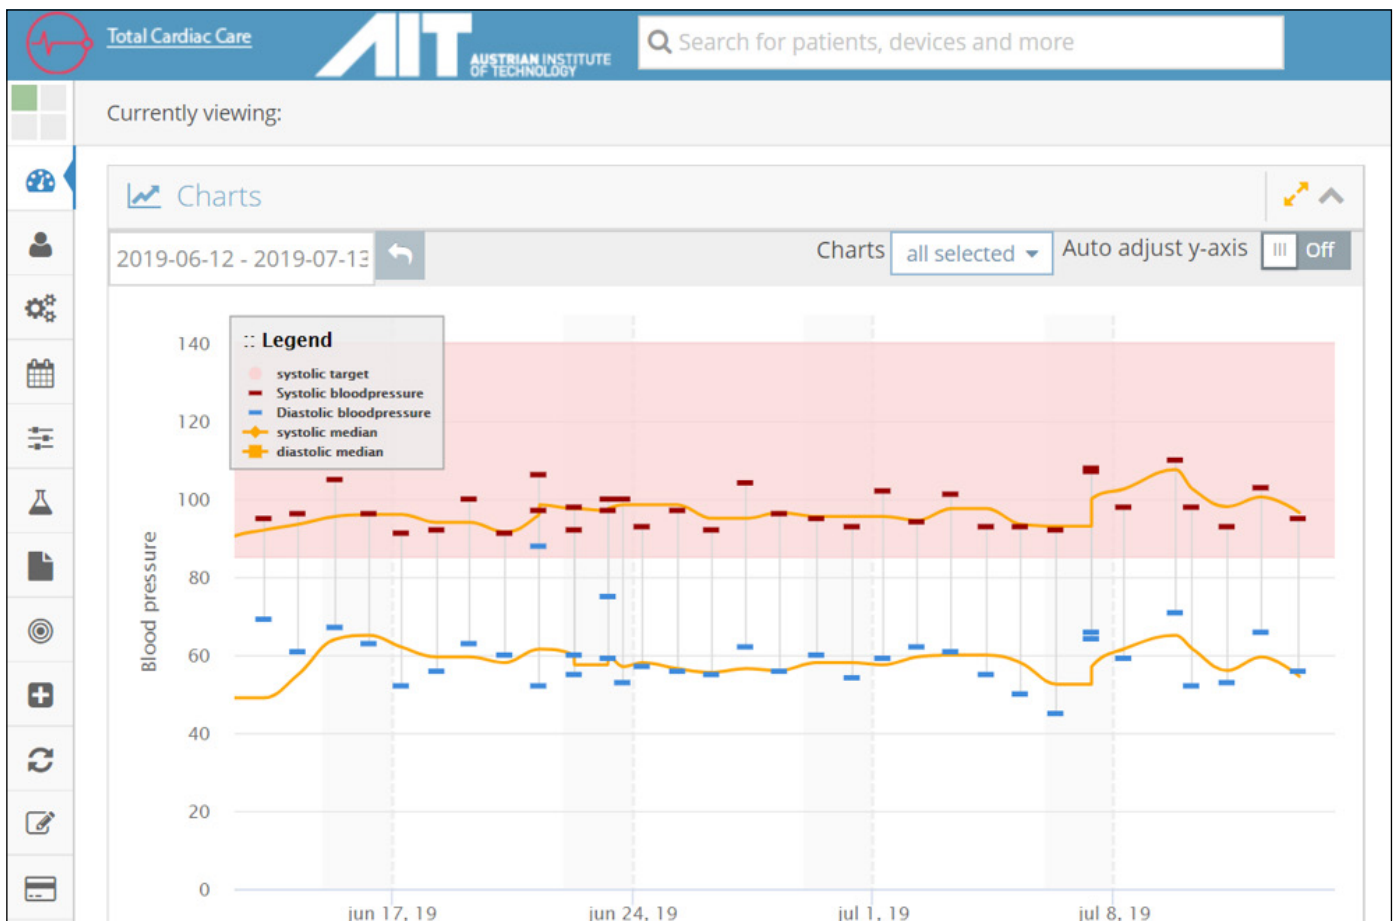 Total Cardiac Care
AIT
AUSTRIAN INSTITUTE
OF TECHNOLOGY
Search for patients, devices and more
Currently viewing:
Charts
2019-06-12 - 2019-07-13
Charts
all selected
Auto adjust y-axis
Off
:: Legend
systolic target
Systolic bloodpressure
Diastolic bloodpressure
systolic median
diastolic median
Blood pressure
140
120
100
80
60
40
20
0
jun 17, 19
jun 24, 19
jul 1, 19
jul 8, 19